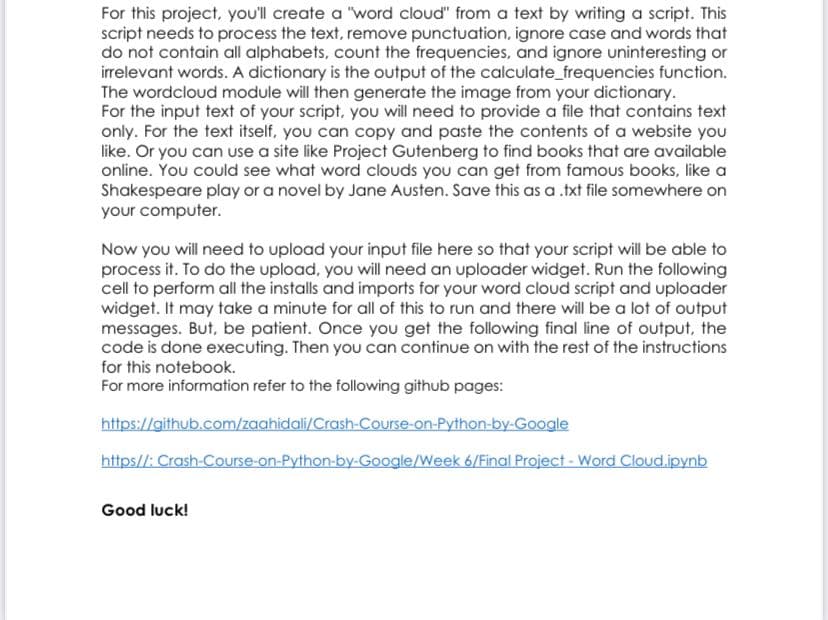 For this project, you'll create a "word cloud" from a text by writing a script. This
script needs to process the text, remove punctuation, ignore case and words that
do not contain all alphabets, count the frequencies, and ignore uninteresting or
irrelevant words. A dictionary is the output of the calculate_frequencies function.
The wordcloud module will then generate the image from your dictionary.
For the input text of your script, you will need to provide a file that contains text
only. For the text itself, you can copy and paste the contents of a website you
like. Or you can use a site like Project Gutenberg to find books that are available
online. You could see what word clouds you can get from famous books, like a
Shakespeare play or a novel by Jane Austen. Save this as a .txt file somewhere on
your computer.
Now you will need to upload your input file here so that your script will be able to
process it. To do the upload, you will need an uploader widget. Run the following
cell to perform all the installs and imports for your word cloud script and uploader
widget. It may take a minute for all of this to run and there will be a lot of output
messages. But, be patient. Once you get the following final line of output, the
code is done executing. Then you can continue on with the rest of the instructions
for this notebook.
For more information refer to the following github pages:
https://github.com/zaahidali/Crash-Course-on-Python-by-Google
https//: Crash-Course-on-Python-by-Google/Week 6/Final Project - Word Cloud.ipynb
Good luck!